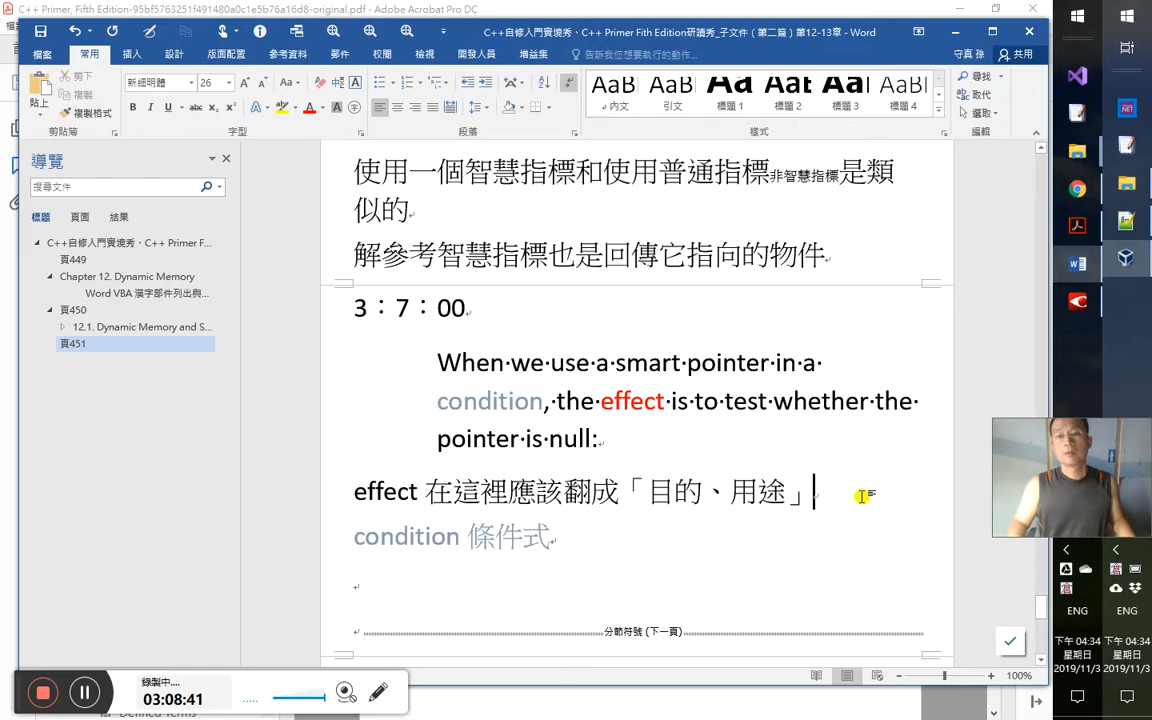 C++ Primer, Fifth Edition-95bf5763251f491480a0c1e5b76a16d8-original.pdf - Adobe Acrobat Pro DC
C++自修入門實境秀、C++ Primer Fith Edition研讀秀_子文件（第二篇）第12-13章 - Word
檔案 常用 插入 設計 版面配置 參考資料 郵件 校閱 檢視 開發人員 增益集 告訴我您想要執行的動作... 守真 孫 共用
貼上 剪下 複製 複製格式
新細明體 26
AaB AaB Aa Aat Aal AaBl
內文 引文 標題 1 標題 2 標題 3 標題 4
尋找 取代 選取
剪貼簿 字型 段落 樣式 編輯
導覽
搜尋文件
標題 頁面 結果
C++自修入門實境秀、C++ Primer F...
頁449
Chapter 12. Dynamic Memory
Word VBA 漢字部件列出與...
頁450
12.1. Dynamic Memory and S...
頁451
使用一個智慧指標和使用普通指標非智慧指標是類
似的
解參考智慧指標也是回傳它指向的物件
3：7：00
When we use a smart pointer in a
condition, the effect is to test whether the
pointer is null:
effect 在這裡應該翻成「目的、用途」
condition 條件式
分節符號 (下一頁)
100%
錄製中...
03:08:41
Defined Terms
ENG ENG
下午 04:34 下午 04:34
星期日 星期日
2019/11/3 2019/11/3